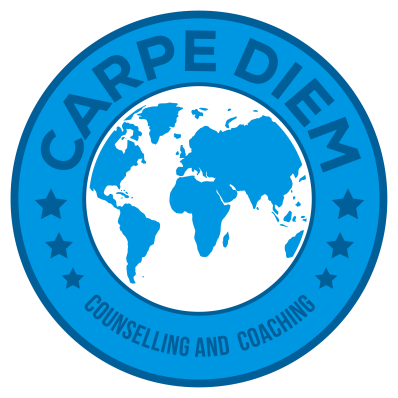 CARPE DIEM
COUNSELLING AND COACHING